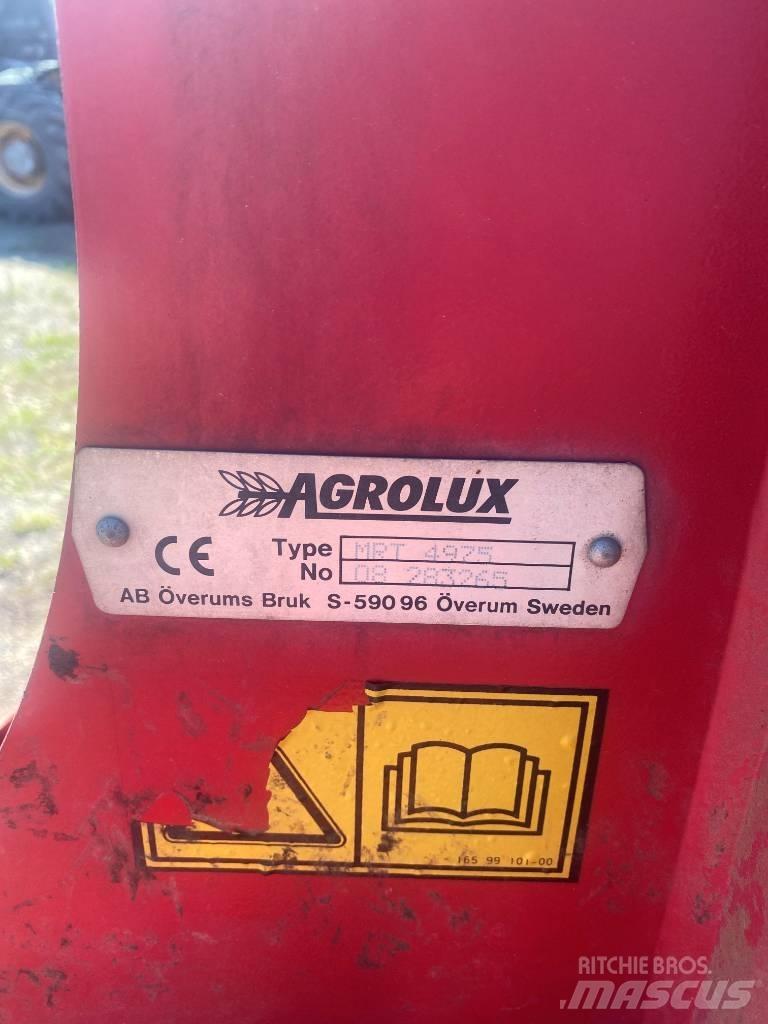 AGROLUX
CE
Type MRT 4975
No 08 283265
AB Överums Bruk S-590 96 Överum Sweden
165 99 101-00
RITCHIE BROS.
MASCUS